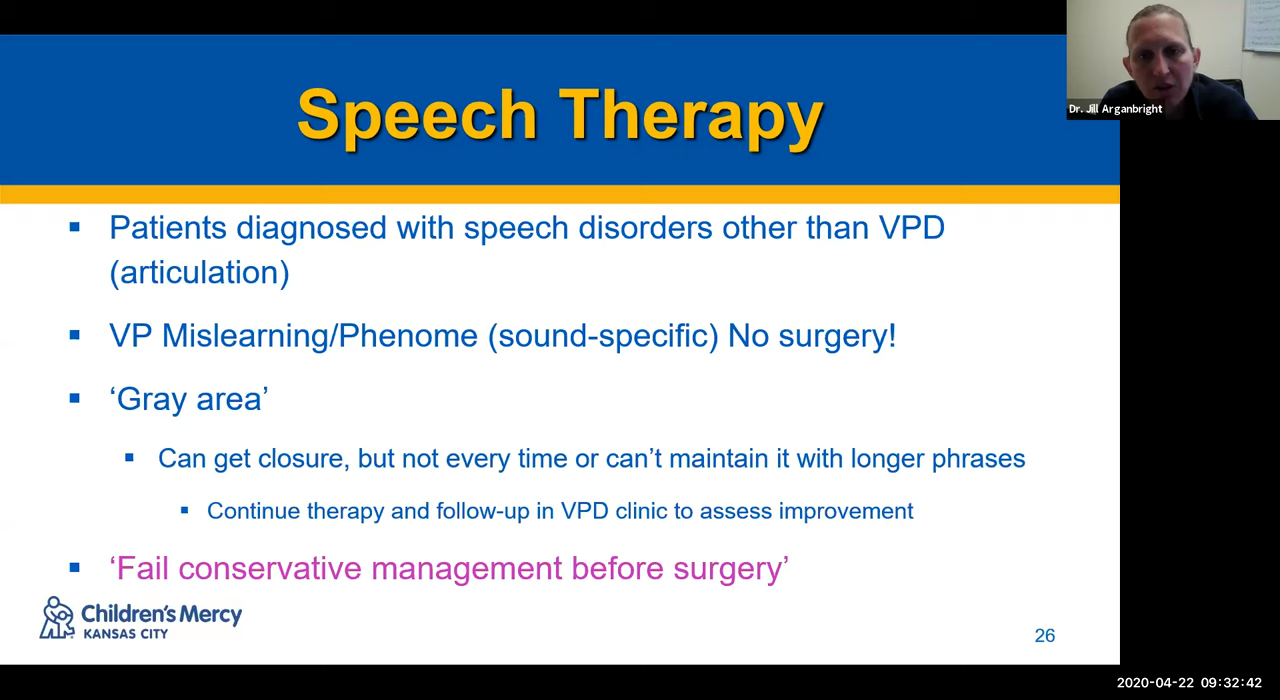 Speech Therapy
Dr. Jill Arganbright
▪ Patients diagnosed with speech disorders other than VPD
(articulation)
▪ VP Mislearning/Phenome (sound-specific) No surgery!
▪ ‘Gray area’
▪ Can get closure, but not every time or can’t maintain it with longer phrases
▪ Continue therapy and follow-up in VPD clinic to assess improvement
▪ ‘Fail conservative management before surgery’
Children's Mercy
KANSAS CITY
26
2020-04-22 09:32:42